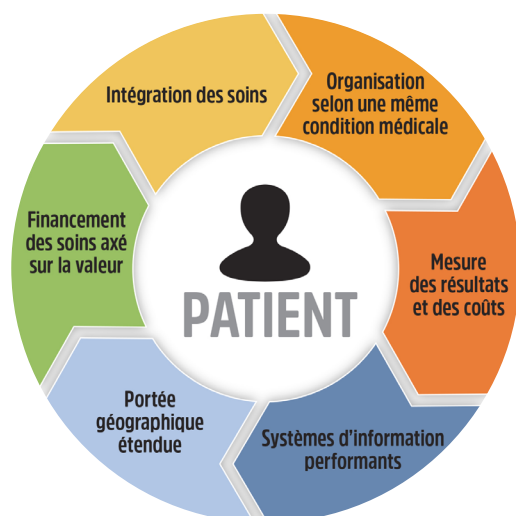 Intégration des soins
Organisation
selon une même
condition médicale
Mesure
des résultats
et des coûts
Systèmes d'information
performants
Portée
géographique
étendue
Financement
des soins axé
sur la valeur
PATIENT